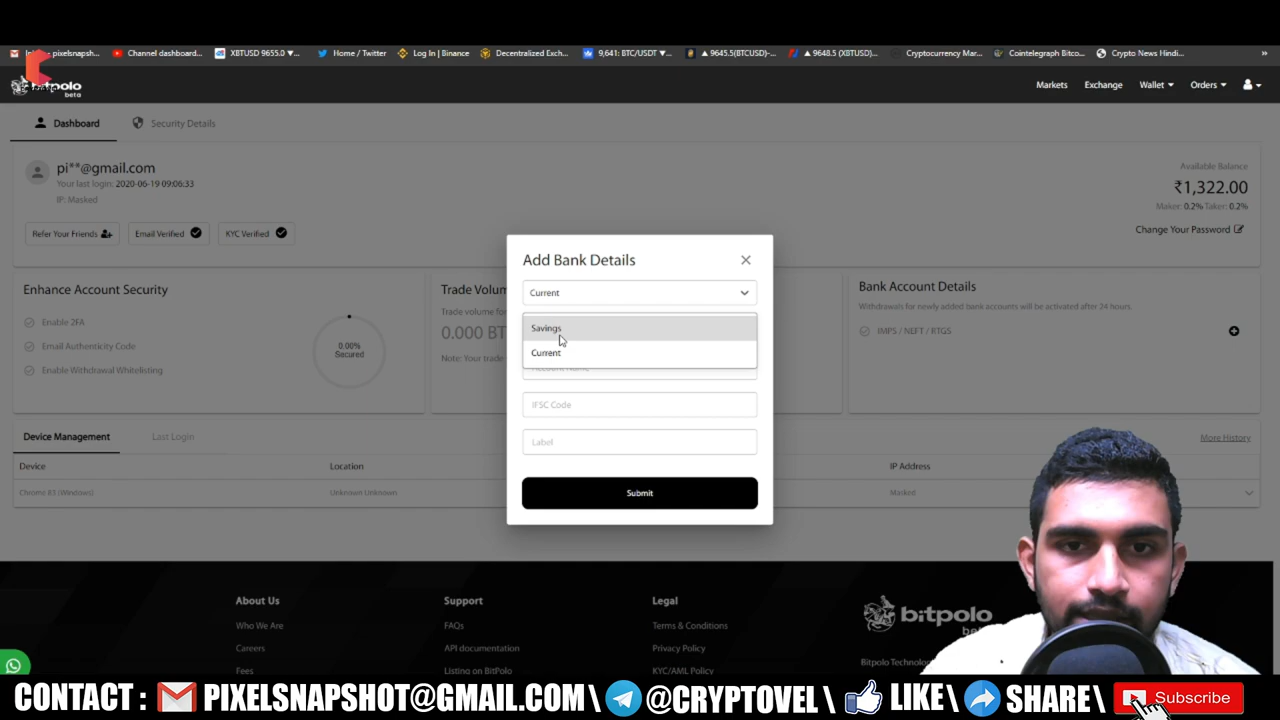 pixelsnapsh...
Channel dashboard...
XBTUSD 9655.0 ▼...
Home / Twitter
Log In | Binance
Decentralized Exch...
9,641: BTC/USDT ▼...
▲ 9645.5(BTCUSD)-...
▲ 9648.5 (XBTUSD)...
Cryptocurrency Mar...
Cointelegraph Bitco...
Crypto News Hindi...
»
bitpolo
beta
Markets
Exchange
Wallet
Orders
Dashboard
Security Details
pi**@gmail.com
Your last login: 2020-06-19 09:06:33
IP: Masked
Available Balance
₹1,322.00
Maker: 0.2% Taker: 0.2%
Refer Your Friends
Email Verified
KYC Verified
Change Your Password
Add Bank Details
Current
Savings
Current
Account Name
IFSC Code
Label
Submit
Enhance Account Security
Enable 2FA
Email Authenticity Code
Enable Withdrawal Whitelisting
0.00%
Secured
Trade Volum
Trade volume for
0.000 BT
Note: Your trade
Bank Account Details
Withdrawals for newly added bank accounts will be activated after 24 hours.
IMPS / NEFT / RTGS
Device Management
Last Login
More History
Device
Location
IP Address
Chrome 83 (Windows)
Unknown Unknown
Masked
About Us
Support
Legal
bitpolo
Who We Are
FAQs
Terms & Conditions
Careers
API documentation
Privacy Policy
Fees
Listing on BitPolo
KYC/AML Policy
Bitpolo Technolog
CONTACT : PIXELSNAPSHOT@GMAIL.COM \ @CRYPTOVEL \ LIKE\ SHARE\ Subscribe